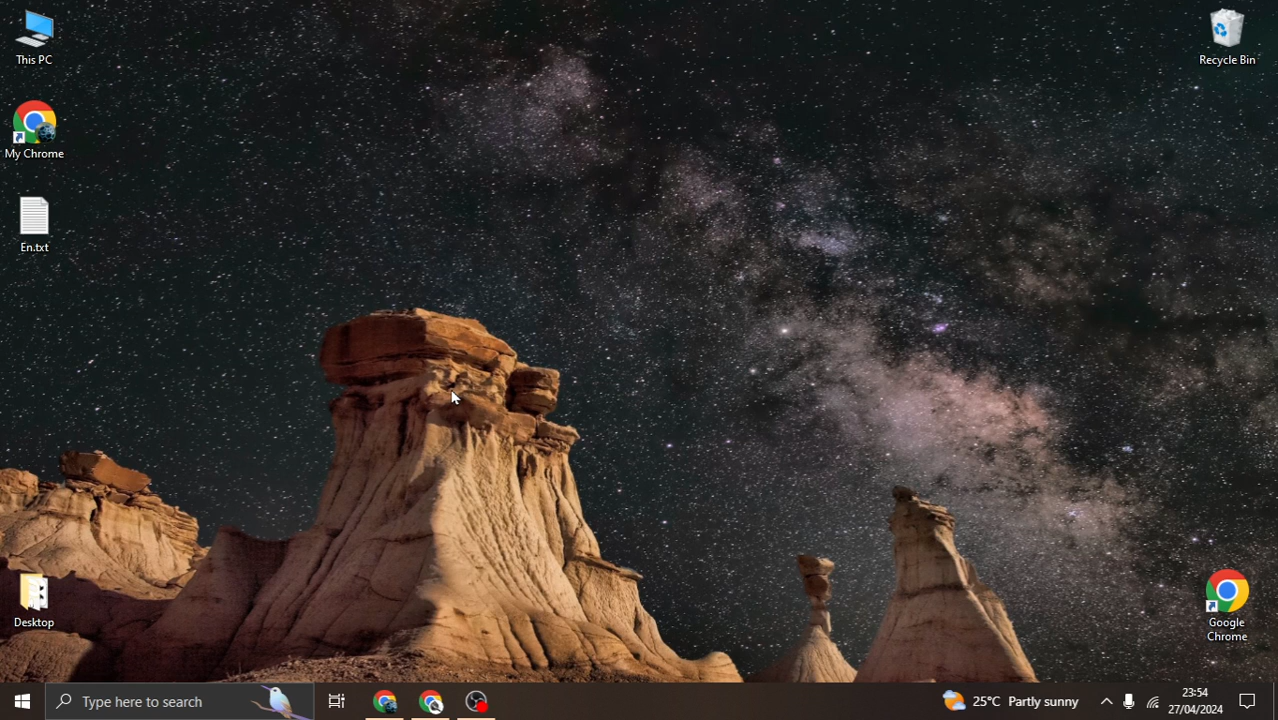 This PC
Recycle Bin
My Chrome
En.txt
Desktop
Google
Chrome
Type here to search
25°C Partly sunny
23:54
27/04/2024